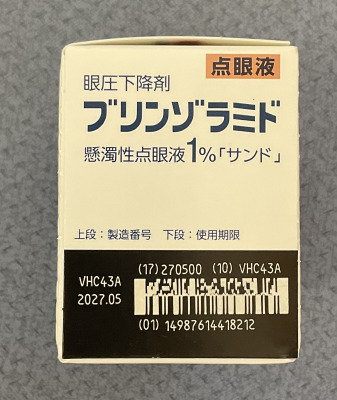 点眼液
眼圧下降剤
ブリンゾラミド
懸濁性点眼液1%「サンド」
上段：製造番号　下段：使用期限
(17)270500 (10) VHC43A
VHC43A
2027.05
(01) 14987614418212